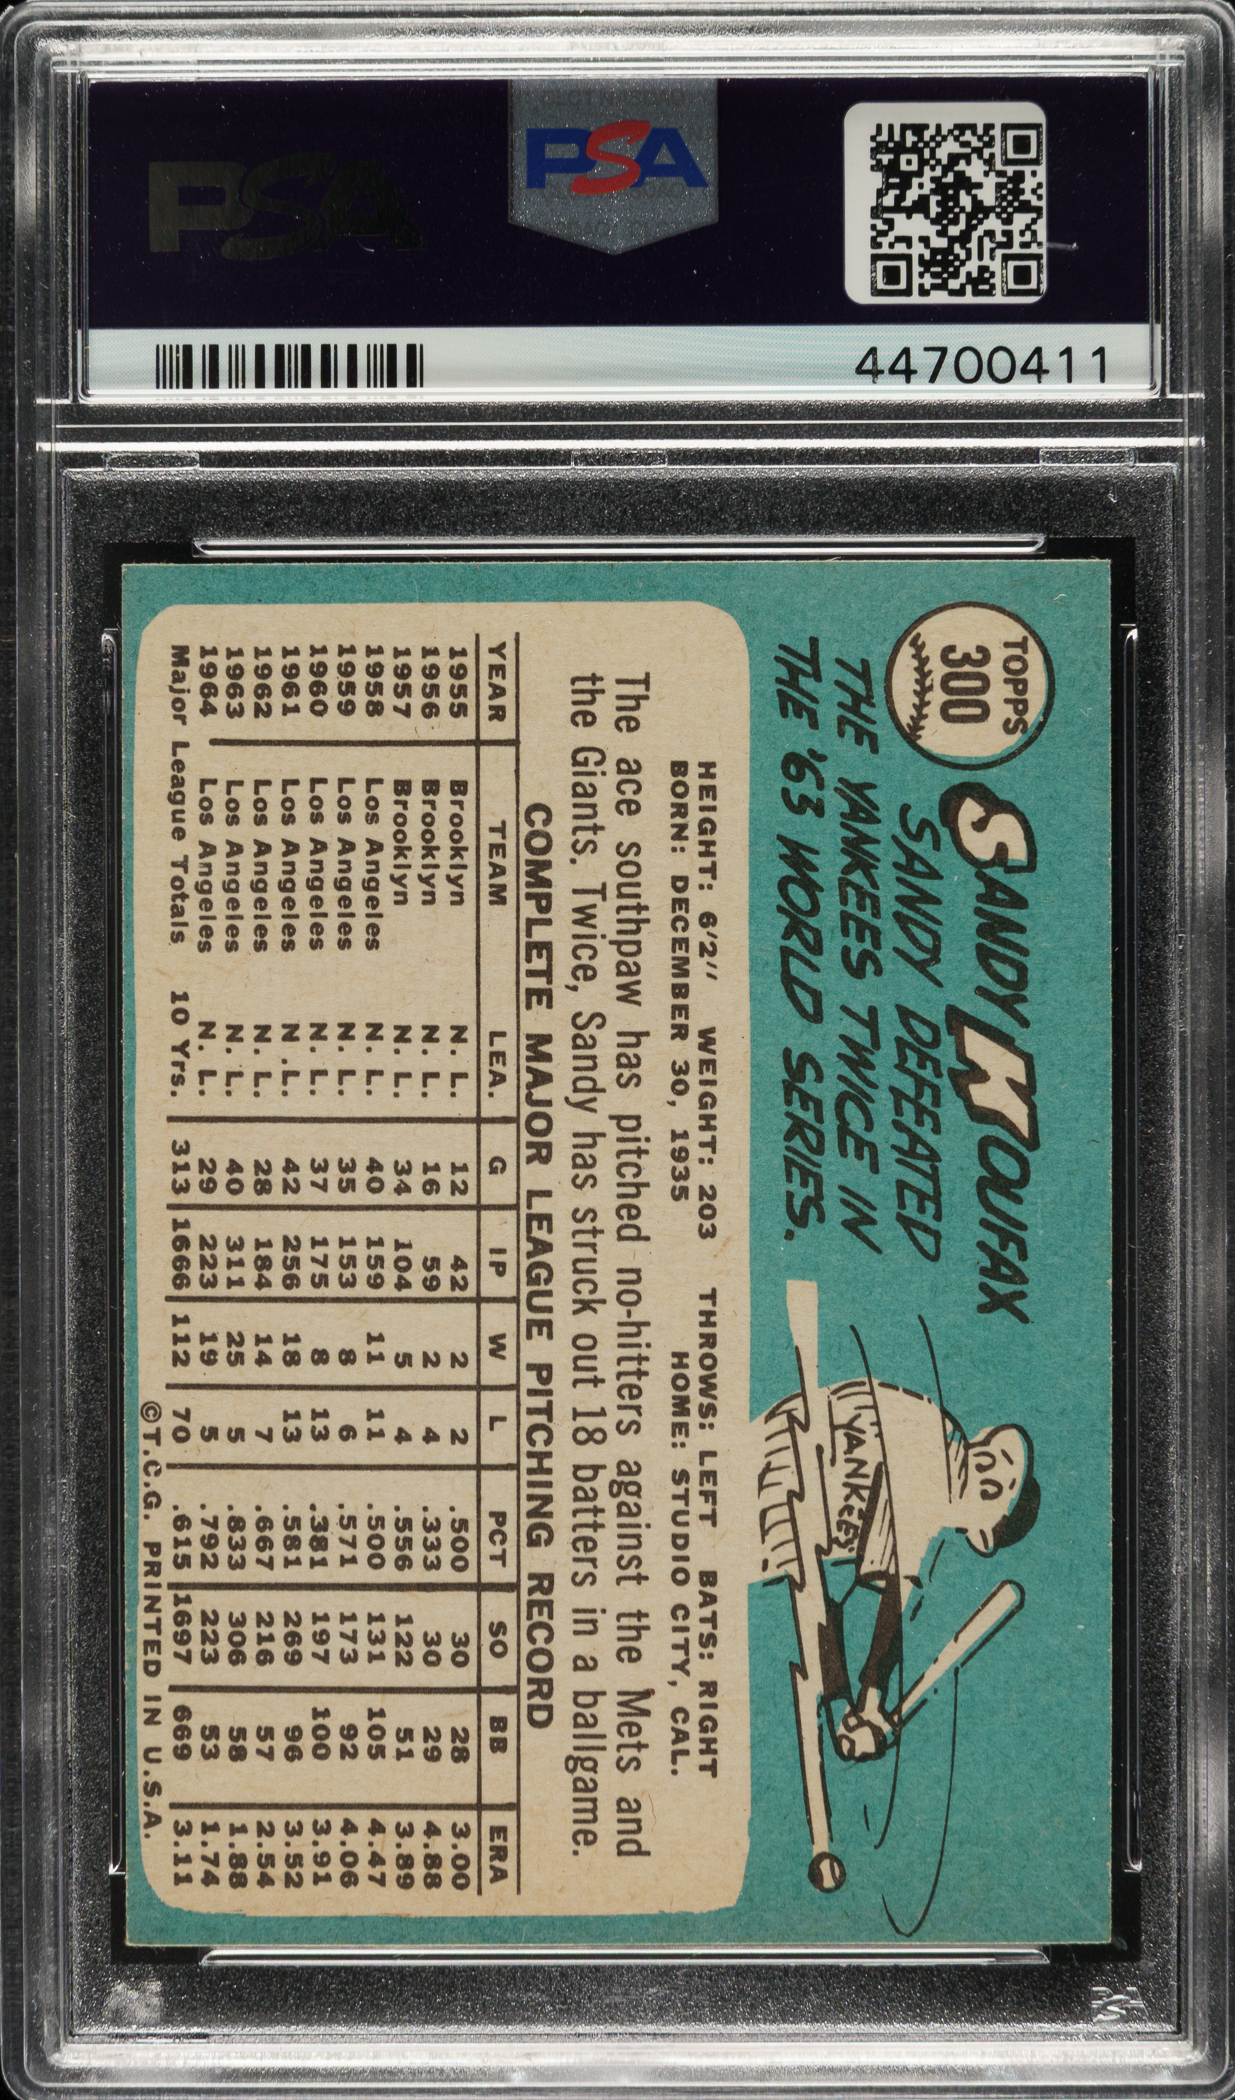 PSA
PSA
44700411
TOPPS
300
SANDY KOUFAX
SANDY DEFEATED
THE YANKEES TWICE IN
THE '63 WORLD SERIES.
YANKEES
HEIGHT: 6'2" WEIGHT: 203 THROWS: LEFT BATS: RIGHT
BORN: DECEMBER 30, 1935 HOME: STUDIO CITY, CAL.
The ace southpaw has pitched no-hitters against the Mets and
the Giants. Twice, Sandy has struck out 18 batters in a ballgame.
COMPLETE MAJOR LEAGUE PITCHING RECORD
YEAR TEAM LEA. G IP W L PCT SO BB ERA
1955 Brooklyn N. L. 12 42 2 2 .500 30 28 3.00
1956 Brooklyn N. L. 16 59 2 4 .333 30 29 4.88
1957 Brooklyn N. L. 34 104 5 4 .556 122 51 3.89
1958 Los Angeles N. L. 40 159 11 11 .500 131 105 4.47
1959 Los Angeles N. L. 35 153 8 6 .571 173 92 4.06
1960 Los Angeles N. L. 37 175 8 13 .381 197 100 3.91
1961 Los Angeles N .L. 42 256 18 13 .581 269 96 3.52
1962 Los Angeles N. L. 28 184 14 7 .667 216 57 2.54
1963 Los Angeles N. L. 40 311 25 5 .833 306 58 1.88
1964 Los Angeles N. L. 29 223 19 5 .792 223 53 1.74
Major League Totals 10 Yrs. 313 1666 112 70 .615 1697 669 3.11
©T.C.G. PRINTED IN U.S.A.
PSA